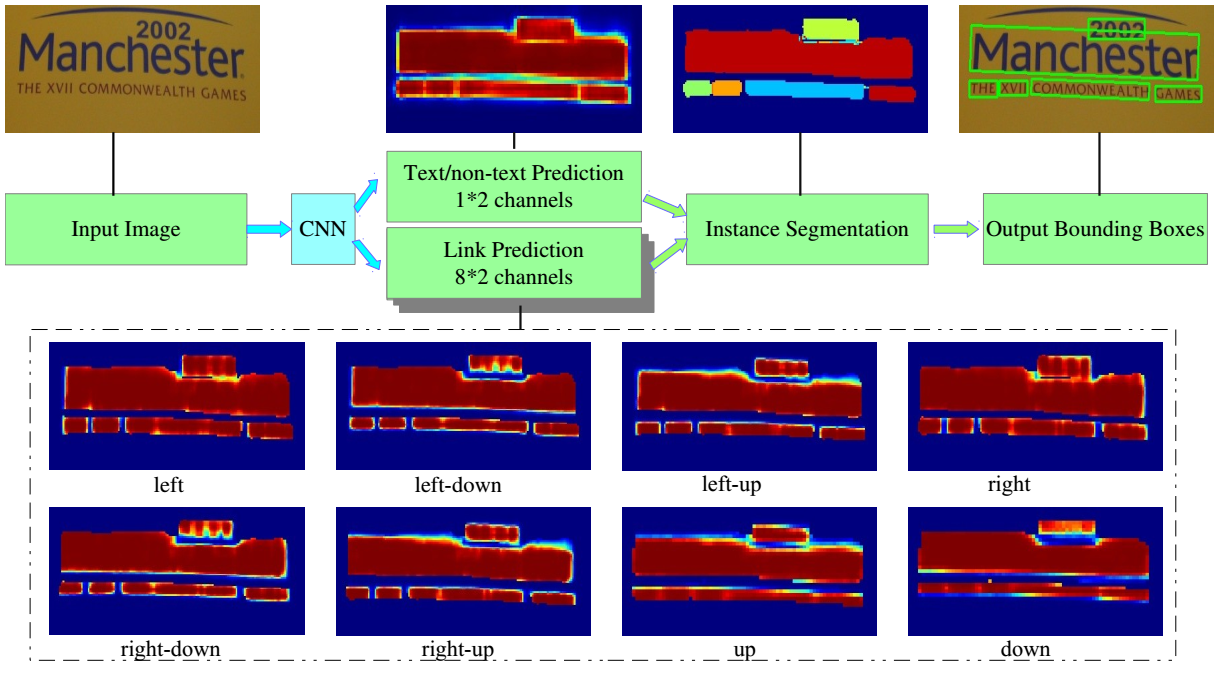 2002
Manchester
THE XVII COMMONWEALTH GAMES
2002
Manchester
THE XVII COMMONWEALTH GAMES
Input Image
CNN
Text/non-text Prediction
1*2 channels
Link Prediction
8*2 channels
Instance Segmentation
Output Bounding Boxes
left
left-down
left-up
right
right-down
right-up
up
down